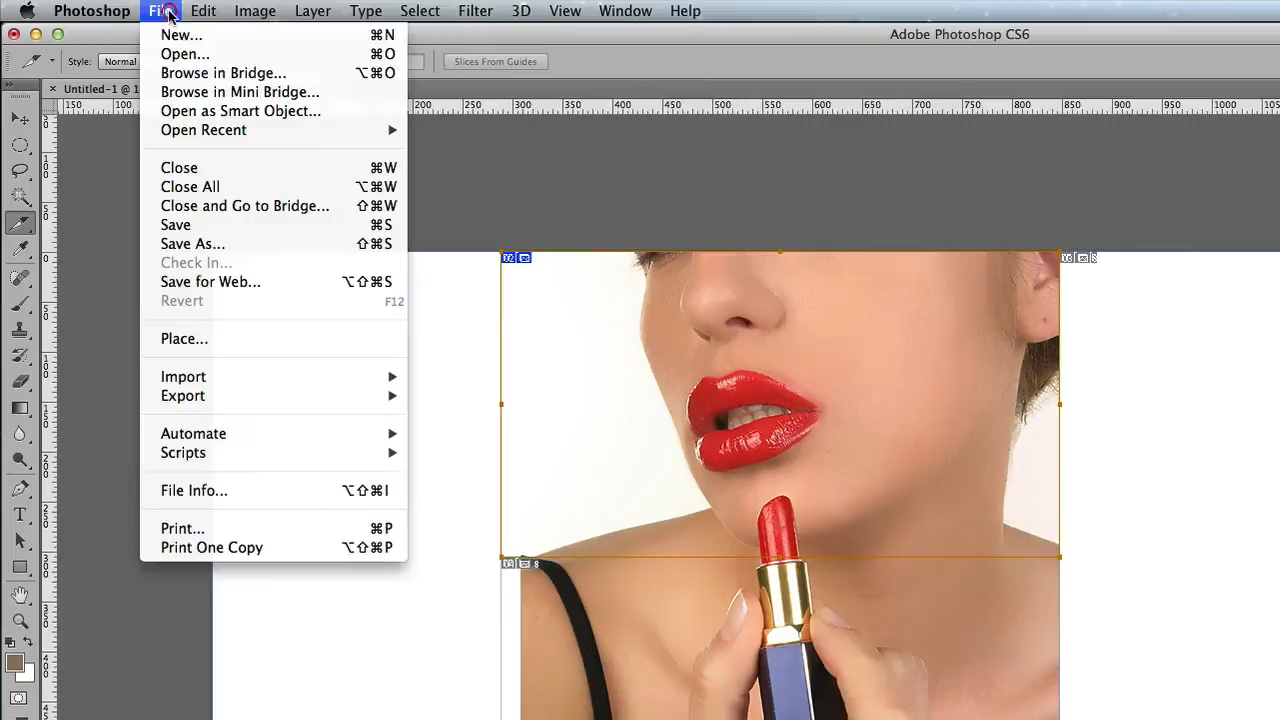 Photoshop File Edit Image Layer Type Select Filter 3D View Window Help
Adobe Photoshop CS6
Style: Normal Slices From Guides
Untitled-1 @ 1
150 100 200 250 300 350 400 450 500 550 600 650 700 750 800 850 900 950 1000
New... ⌘N
Open... ⌘O
Browse in Bridge... ⌥⌘O
Browse in Mini Bridge...
Open as Smart Object...
Open Recent
Close ⌘W
Close All ⌥⌘W
Close and Go to Bridge... ⇧⌘W
Save ⌘S
Save As... ⇧⌘S
Check In...
Save for Web... ⌥⇧⌘S
Revert F12
Place...
Import
Export
Automate
Scripts
File Info... ⌥⇧⌘I
Print... ⌘P
Print One Copy ⌥⇧⌘P
02